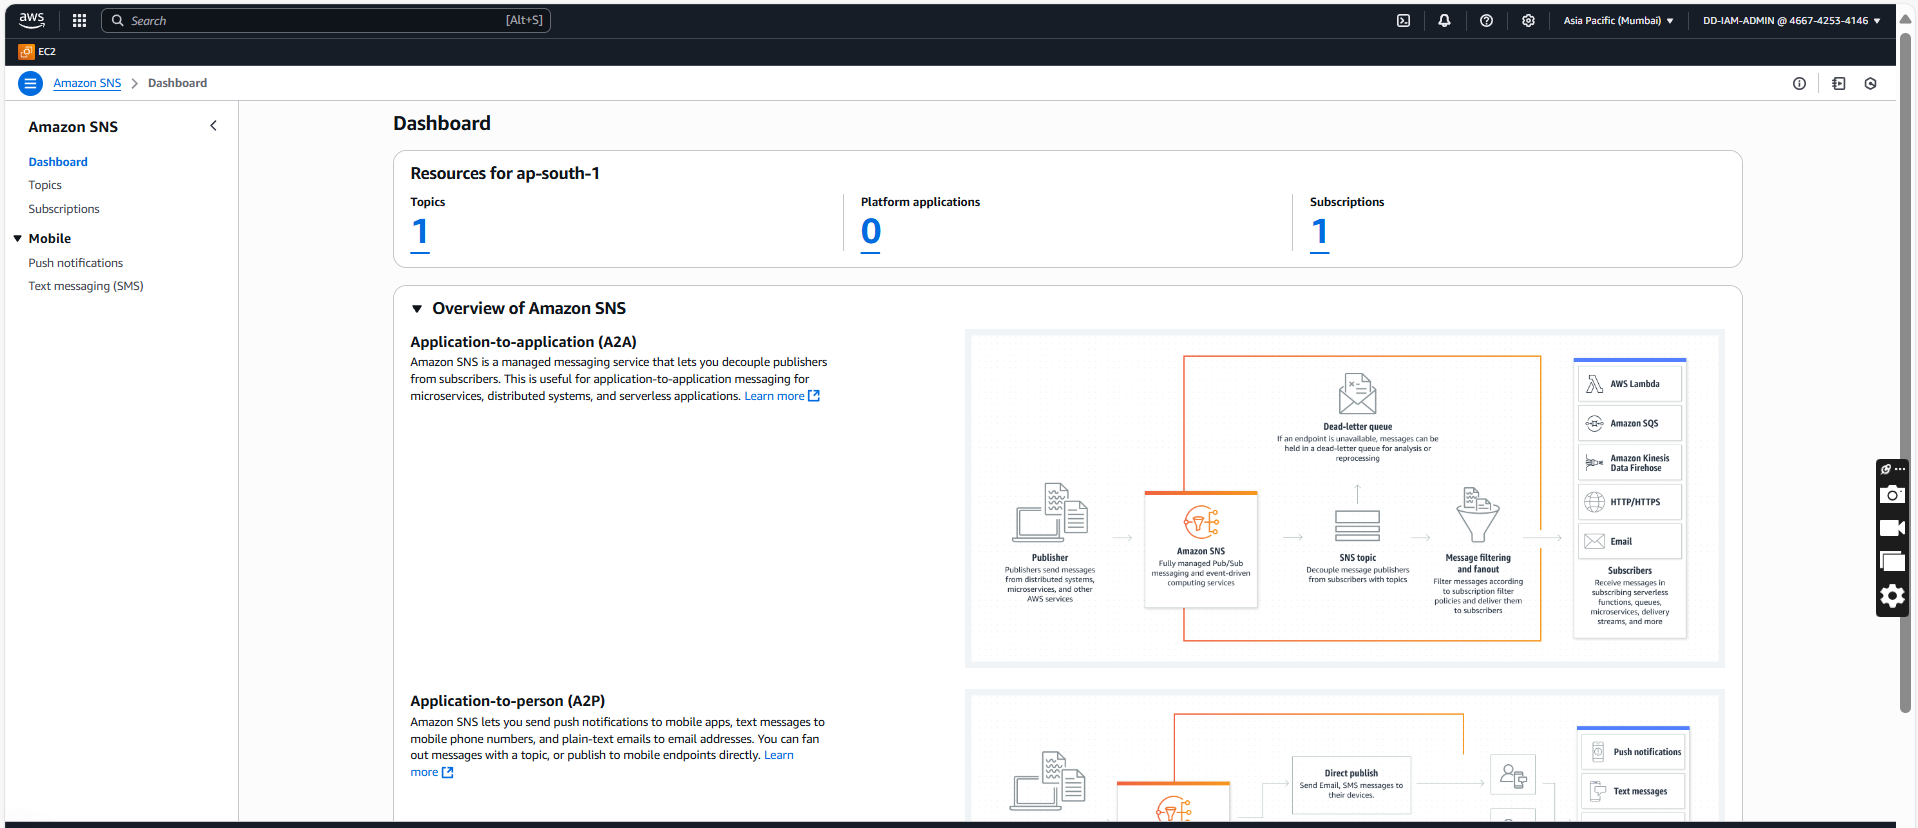 aws
Search
[Alt+S]
Asia Pacific (Mumbai)
DD-IAM-ADMIN @ 4667-4253-4146
EC2
Amazon SNS
Dashboard
Amazon SNS
Dashboard
Topics
Subscriptions
Mobile
Push notifications
Text messaging (SMS)
Dashboard
Resources for ap-south-1
Topics
1
Platform applications
0
Subscriptions
1
Overview of Amazon SNS
Application-to-application (A2A)
Amazon SNS is a managed messaging service that lets you decouple publishers
from subscribers. This is useful for application-to-application messaging for
microservices, distributed systems, and serverless applications. Learn more
Publisher
Publishers send messages
from distributed systems,
microservices, and other
AWS services
Amazon SNS
Fully managed Pub/Sub
messaging and event-driven
computing services
Dead-letter queue
If an endpoint is unavailable, messages can be
held in a dead-letter queue for analysis or
reprocessing
SNS topic
Decouple message publishers
from subscribers with topics
Message filtering
and fanout
Filter messages according
to subscription filter
policies and deliver them
to subscribers
AWS Lambda
Amazon SQS
Amazon Kinesis
Data Firehose
HTTP/HTTPS
Email
Subscribers
Receive messages in
subscribing serverless
functions, queues,
microservices, delivery
streams, and more
Application-to-person (A2P)
Amazon SNS lets you send push notifications to mobile apps, text messages to
mobile phone numbers, and plain-text emails to email addresses. You can fan
out messages with a topic, or publish to mobile endpoints directly. Learn
more
Direct publish
Send Email, SMS messages to
their devices.
Push notifications
Text messages